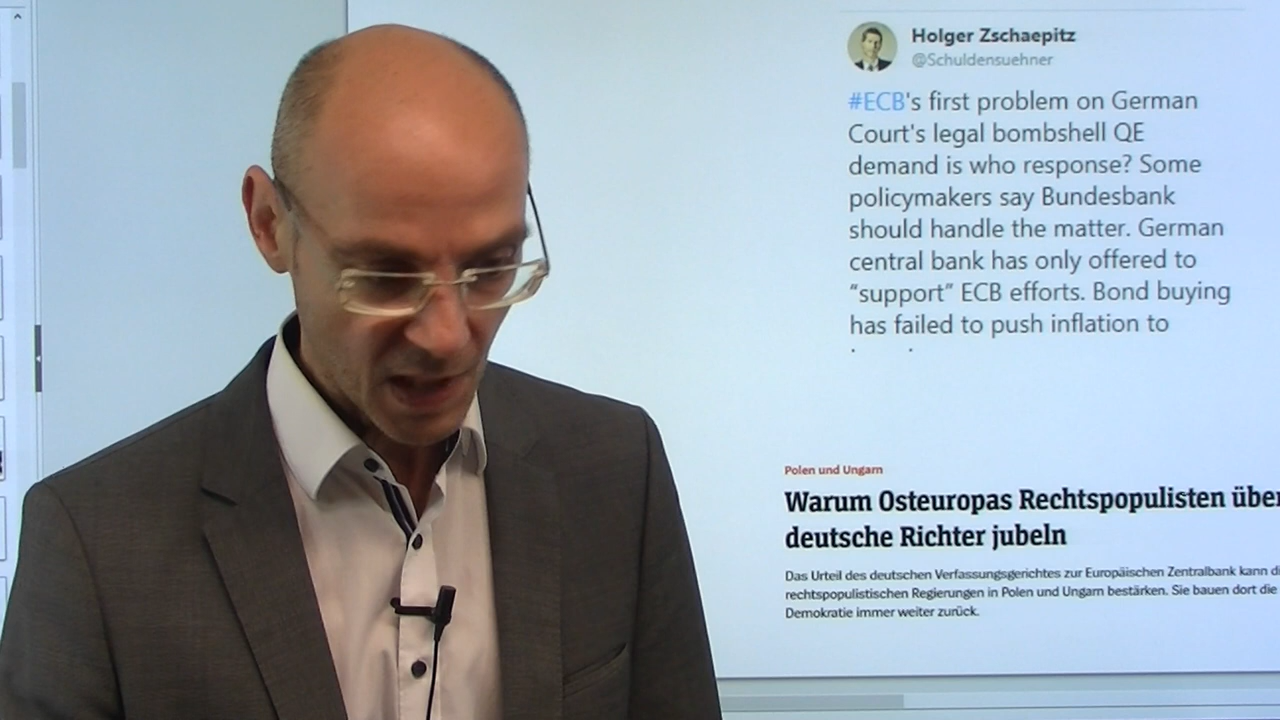 Holger Zschaepitz
@Schuldensuehner
#ECB's first problem on German
Court's legal bombshell QE
demand is who response? Some
policymakers say Bundesbank
should handle the matter. German
central bank has only offered to
“support” ECB efforts. Bond buying
has failed to push inflation to
Polen und Ungarn
Warum Osteuropas Rechtspopulisten über
deutsche Richter jubeln
Das Urteil des deutschen Verfassungsgerichtes zur Europäischen Zentralbank kann di
rechtspopulistischen Regierungen in Polen und Ungarn bestärken. Sie bauen dort die
Demokratie immer weiter zurück.